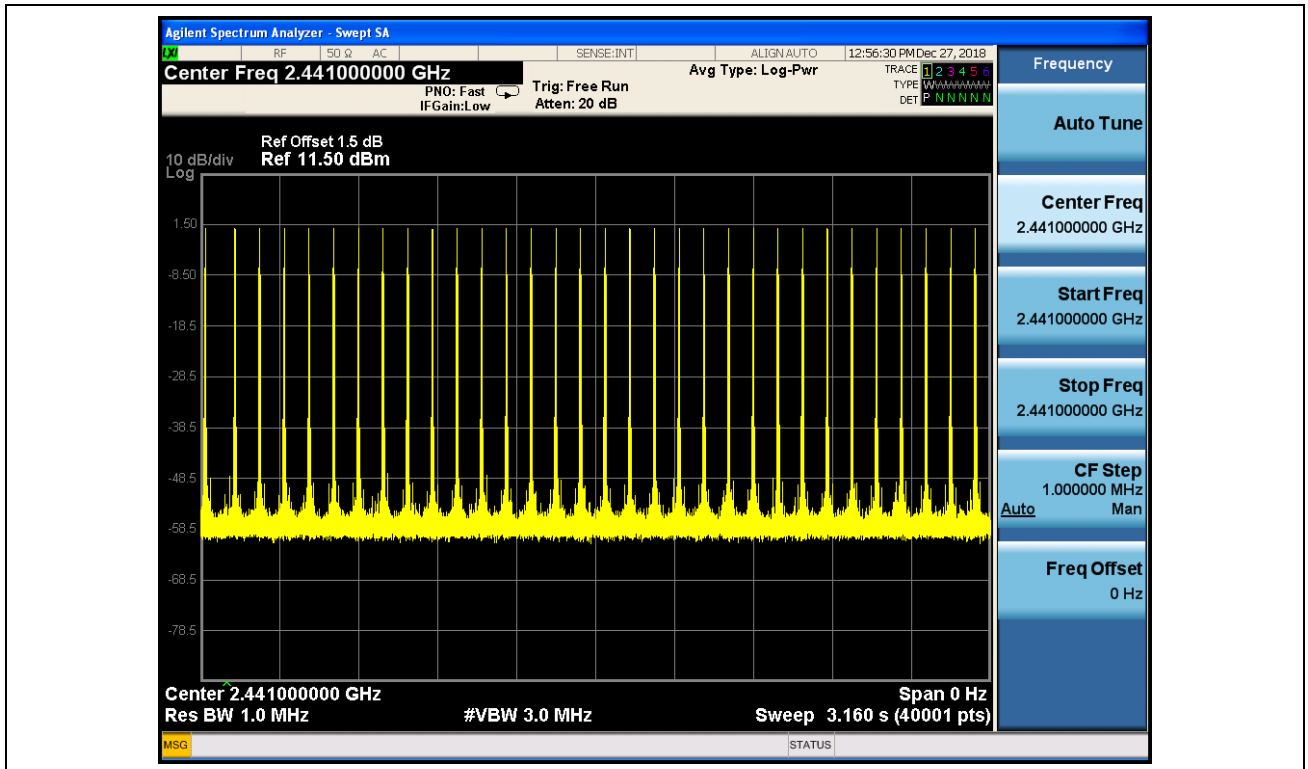 Agilent Spectrum Analyzer - Swept SA
LXI RF 50 Ω AC SENSE:INT ALIGN AUTO 12:56:30 PM Dec 27, 2018
Center Freq 2.441000000 GHz
PNO: Fast
IFGain:Low
Trig: Free Run
Atten: 20 dB
Avg Type: Log-Pwr
TRACE 1 2 3 4 5 6
TYPE WWWWWW
DET P N N N N N
Ref Offset 1.5 dB
10 dB/div Ref 11.50 dBm
Log
1.50
-8.50
-18.5
-28.5
-38.5
-48.5
-58.5
-68.5
-78.5
Center 2.441000000 GHz Span 0 Hz
Res BW 1.0 MHz #VBW 3.0 MHz Sweep 3.160 s (40001 pts)
MSG STATUS
Frequency
Auto Tune
Center Freq
2.441000000 GHz
Start Freq
2.441000000 GHz
Stop Freq
2.441000000 GHz
CF Step
1.000000 MHz
Auto Man
Freq Offset
0 Hz